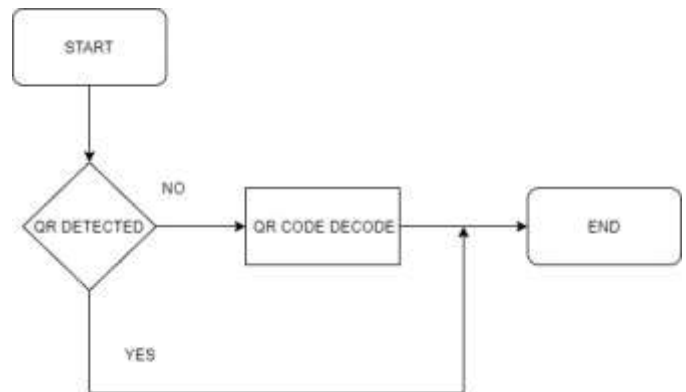 START
NO
QR DETECTED
QR CODE DECODE
END
YES